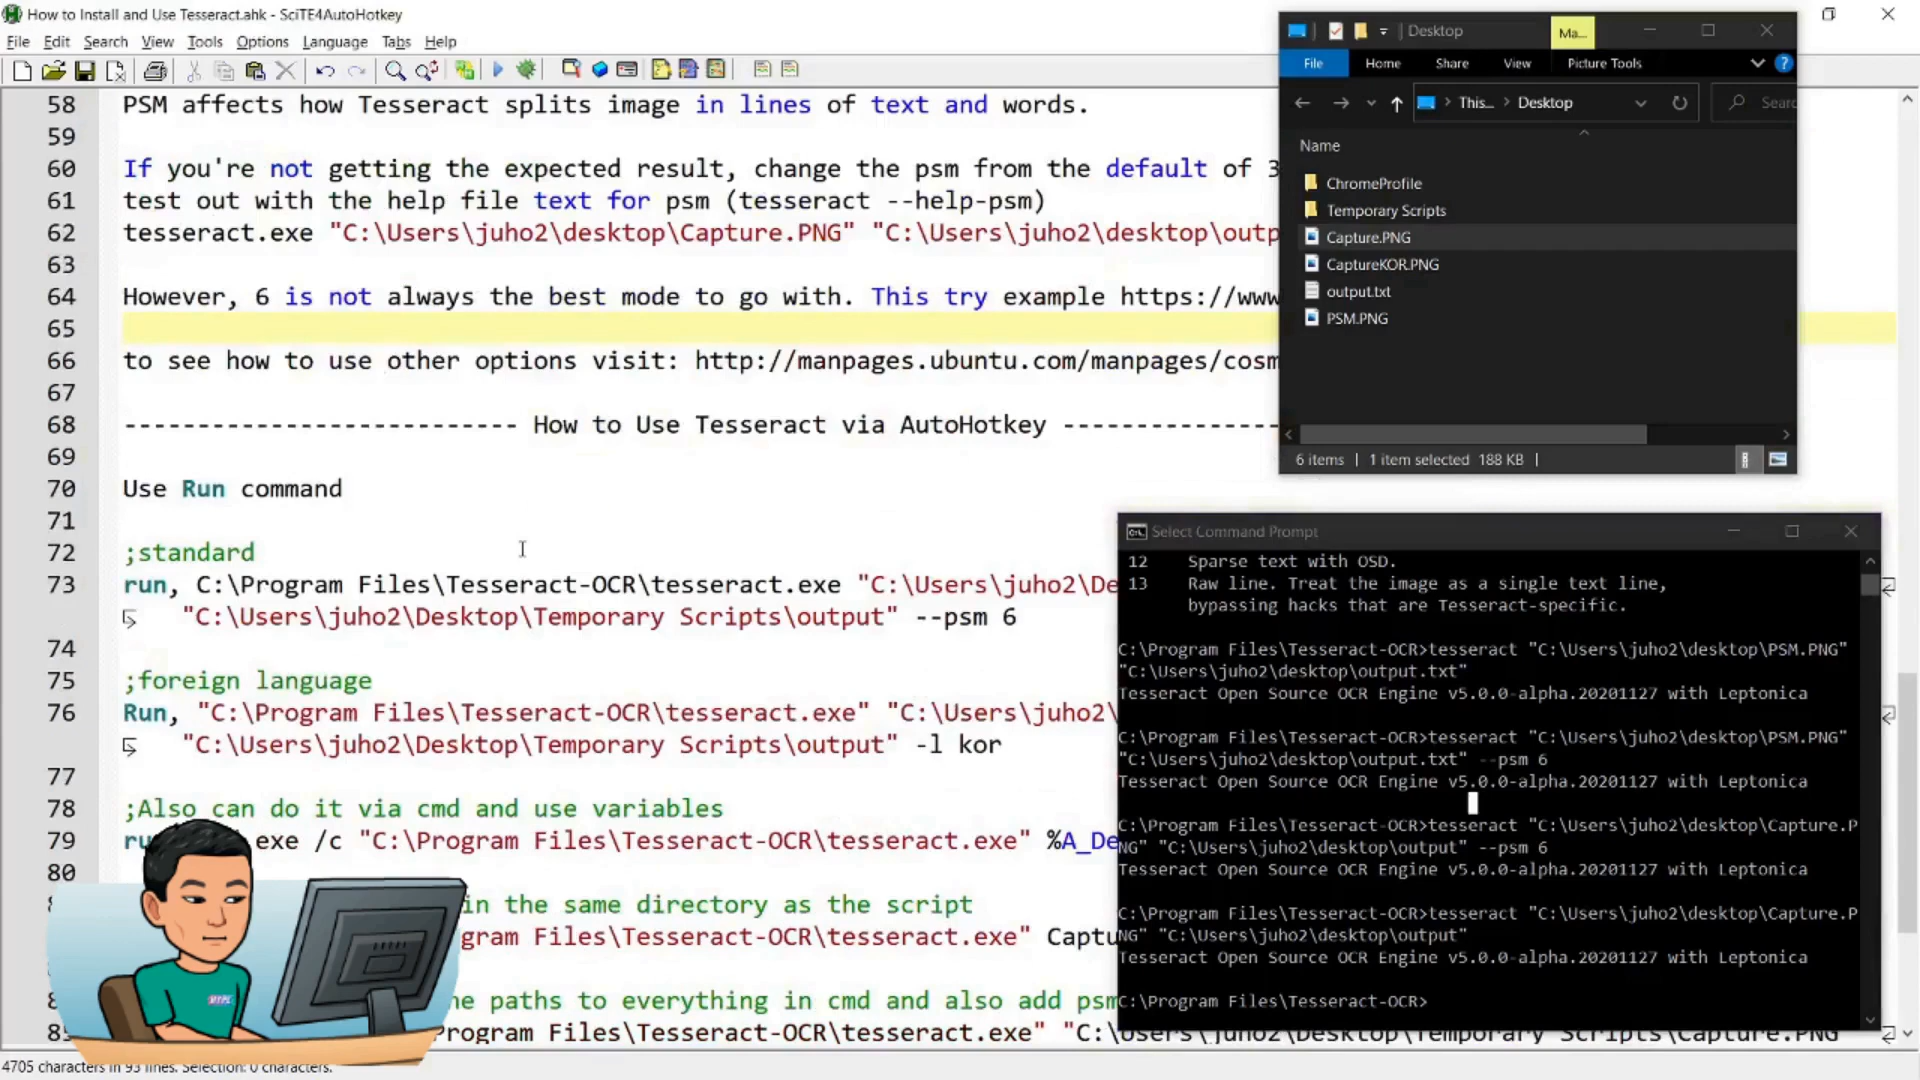 How to Install and Use Tesseract.ahk - SciTE4AutoHotkey
File Edit Search View Tools Options Language Tabs Help
58 PSM affects how Tesseract splits image in lines of text and words.
59
60 If you're not getting the expected result, change the psm from the default of 3
61 test out with the help file text for psm (tesseract --help-psm)
62 tesseract.exe "C:\Users\juho2\desktop\Capture.PNG" "C:\Users\juho2\desktop\outp
63
64 However, 6 is not always the best mode to go with. This try example https://www
65
66 to see how to use other options visit: http://manpages.ubuntu.com/manpages/cosm
67
68 --------------------------- How to Use Tesseract via AutoHotkey ---------------
69
70 Use Run command
71
72 ;standard
73 run, C:\Program Files\Tesseract-OCR\tesseract.exe "C:\Users\juho2\De
"C:\Users\juho2\Desktop\Temporary Scripts\output" --psm 6
74
75 ;foreign language
76 Run, "C:\Program Files\Tesseract-OCR\tesseract.exe" "C:\Users\juho2\
"C:\Users\juho2\Desktop\Temporary Scripts\output" -l kor
77
78 ;Also can do it via cmd and use variables
79 exe /c "C:\Program Files\Tesseract-OCR\tesseract.exe" %A_De
80
in the same directory as the script
gram Files\Tesseract-OCR\tesseract.exe" Captu
paths to everything in cmd and also add psm
Program Files\Tesseract-OCR\tesseract.exe" "C:\Users\juho2\Desktop\Temporary Scripts\Capture.PNG
4705 characters in 93 lines. Selection: 0 characters.
Desktop
Ma...
File Home Share View Picture Tools
This... Desktop
Sear
Name
ChromeProfile
Temporary Scripts
Capture.PNG
CaptureKOR.PNG
output.txt
PSM.PNG
6 items 1 item selected 188 KB
Select Command Prompt
12 Sparse text with OSD.
13 Raw line. Treat the image as a single text line,
bypassing hacks that are Tesseract-specific.
C:\Program Files\Tesseract-OCR>tesseract "C:\Users\juho2\desktop\PSM.PNG"
"C:\Users\juho2\desktop\output.txt"
Tesseract Open Source OCR Engine v5.0.0-alpha.20201127 with Leptonica
C:\Program Files\Tesseract-OCR>tesseract "C:\Users\juho2\desktop\PSM.PNG"
"C:\Users\juho2\desktop\output.txt" --psm 6
Tesseract Open Source OCR Engine v5.0.0-alpha.20201127 with Leptonica
C:\Program Files\Tesseract-OCR>tesseract "C:\Users\juho2\desktop\Capture.P
NG" "C:\Users\juho2\desktop\output" --psm 6
Tesseract Open Source OCR Engine v5.0.0-alpha.20201127 with Leptonica
C:\Program Files\Tesseract-OCR>tesseract "C:\Users\juho2\desktop\Capture.P
NG" "C:\Users\juho2\desktop\output"
Tesseract Open Source OCR Engine v5.0.0-alpha.20201127 with Leptonica
C:\Program Files\Tesseract-OCR>